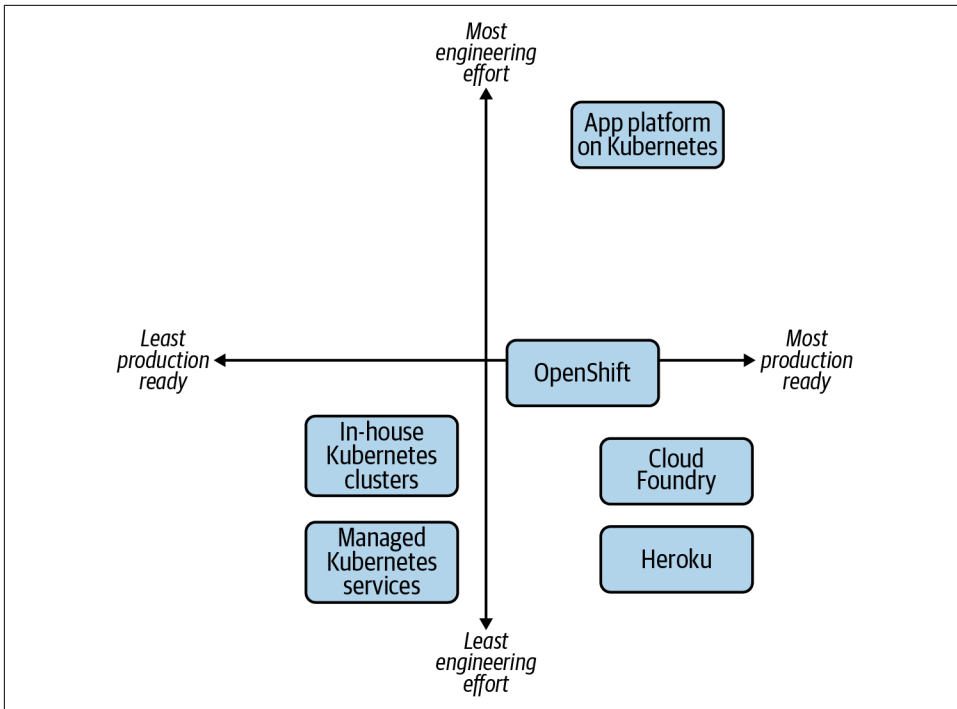 Most
engineering
effort
App platform
on Kubernetes
Least
production
ready
OpenShift
Most
production
ready
In-house
Kubernetes
clusters
Cloud
Foundry
Managed
Kubernetes
services
Heroku
Least
engineering
effort